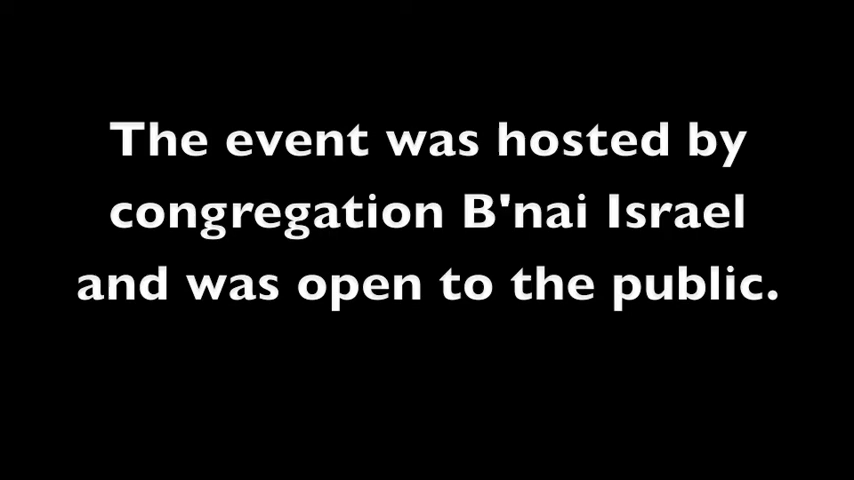 The event was hosted by
congregation B'nai Israel
and was open to the public.